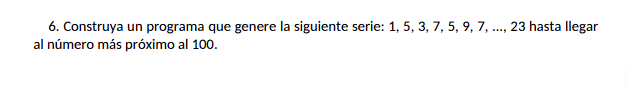 6. Construya un programa que genere la siguiente serie: 1, 5, 3, 7, 5, 9, 7, ..., 23 hasta llegar
al número más próximo al 100.